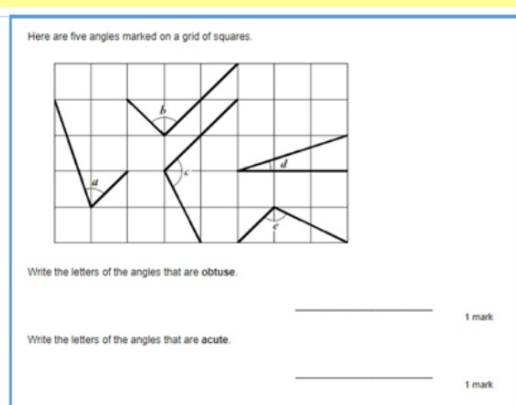 Here are five angles marked on a grid of squares.
b
a
c
d
e
Write the letters of the angles that are obtuse.
1 mark
Write the letters of the angles that are acute.
1 mark